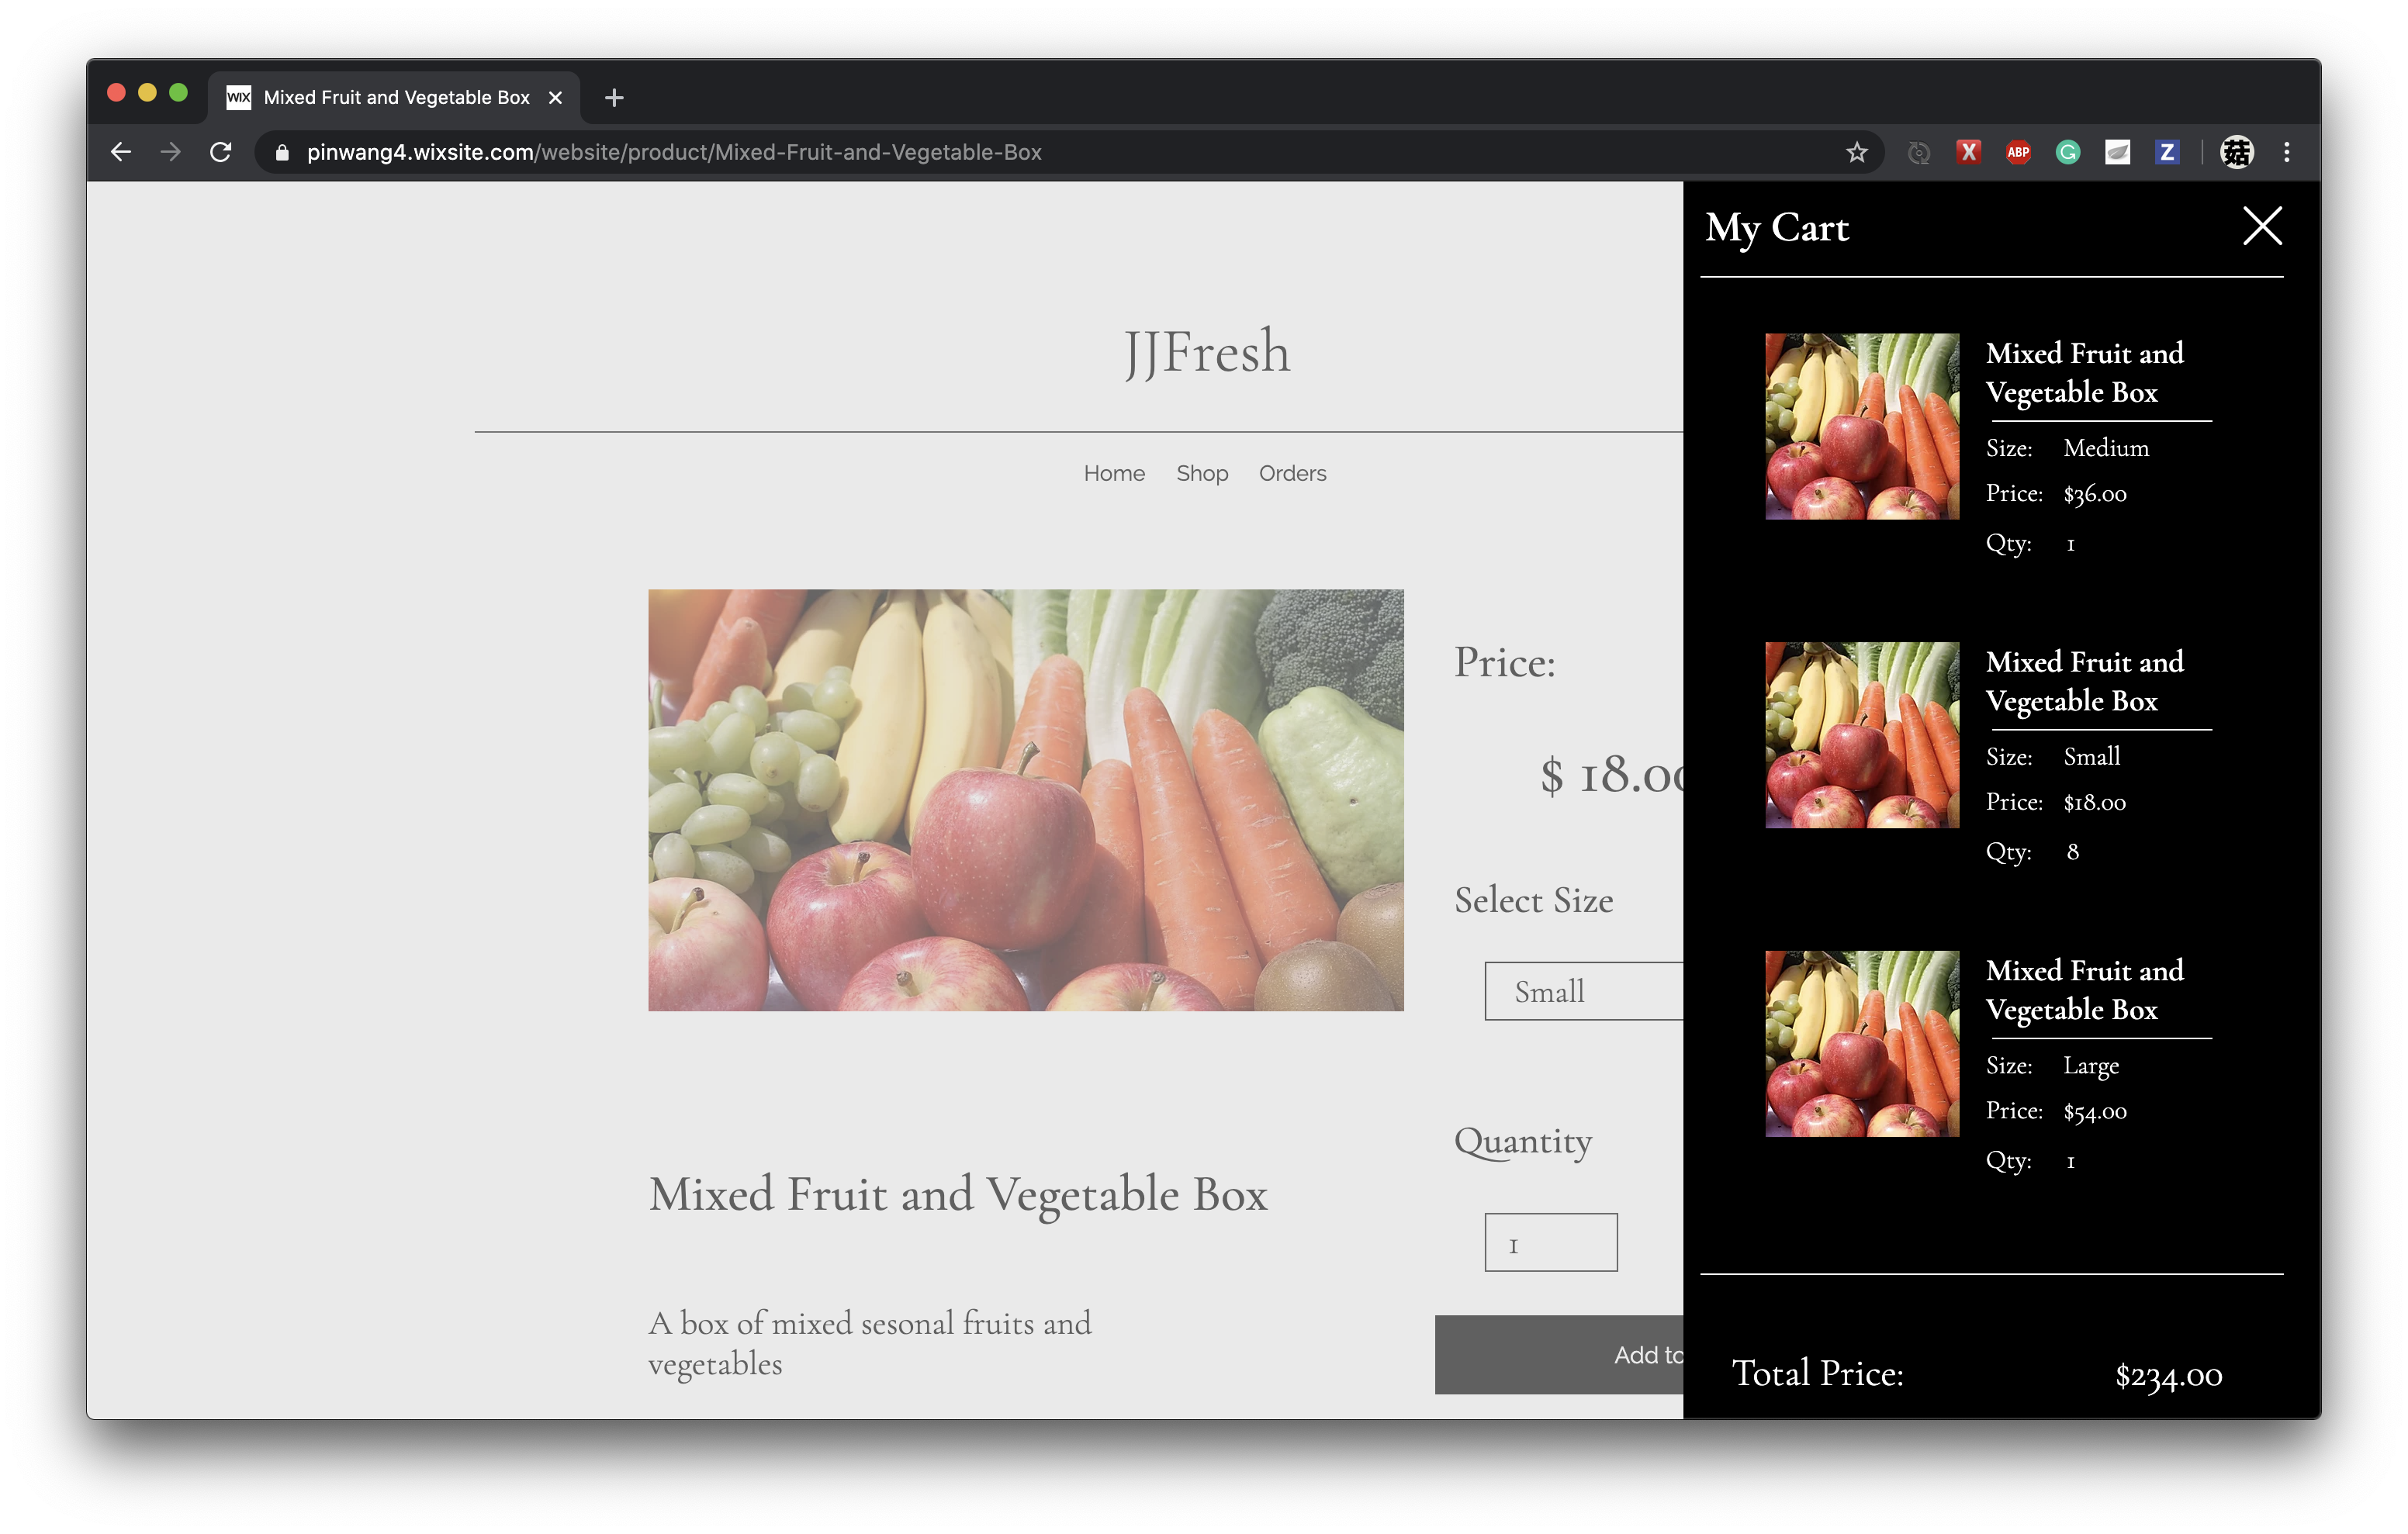 WIX Mixed Fruit and Vegetable Box
pinwang4.wixsite.com/website/product/Mixed-Fruit-and-Vegetable-Box
X ABP G Z 菇
JJFresh
Home Shop Orders
Price:
$ 18.00
Select Size
Small
Quantity
1
Add to
Mixed Fruit and Vegetable Box
A box of mixed sesonal fruits and
vegetables
My Cart
Mixed Fruit and
Vegetable Box
Size: Medium
Price: $36.00
Qty: 1
Mixed Fruit and
Vegetable Box
Size: Small
Price: $18.00
Qty: 8
Mixed Fruit and
Vegetable Box
Size: Large
Price: $54.00
Qty: 1
Total Price: $234.00